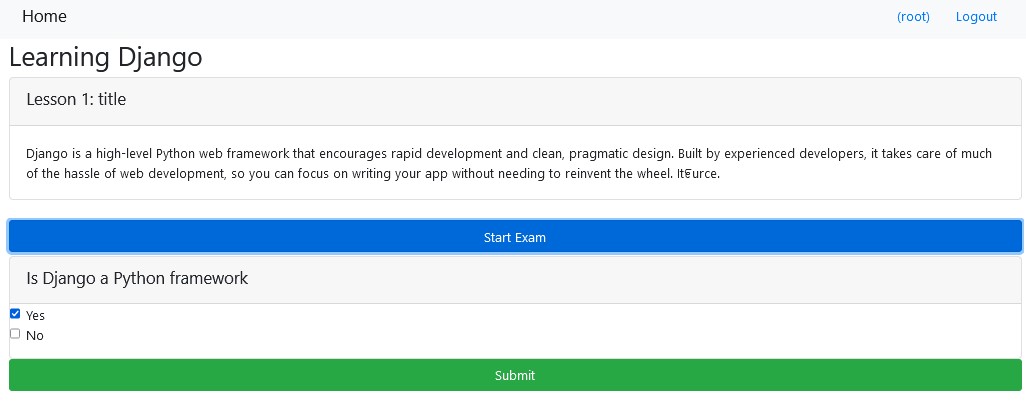 Home (root) Logout
Learning Django
Lesson 1: title
Django is a high-level Python web framework that encourages rapid development and clean, pragmatic design. Built by experienced developers, it takes care of much
of the hassle of web development, so you can focus on writing your app without needing to reinvent the wheel.
Start Exam
Is Django a Python framework
Yes
No
Submit